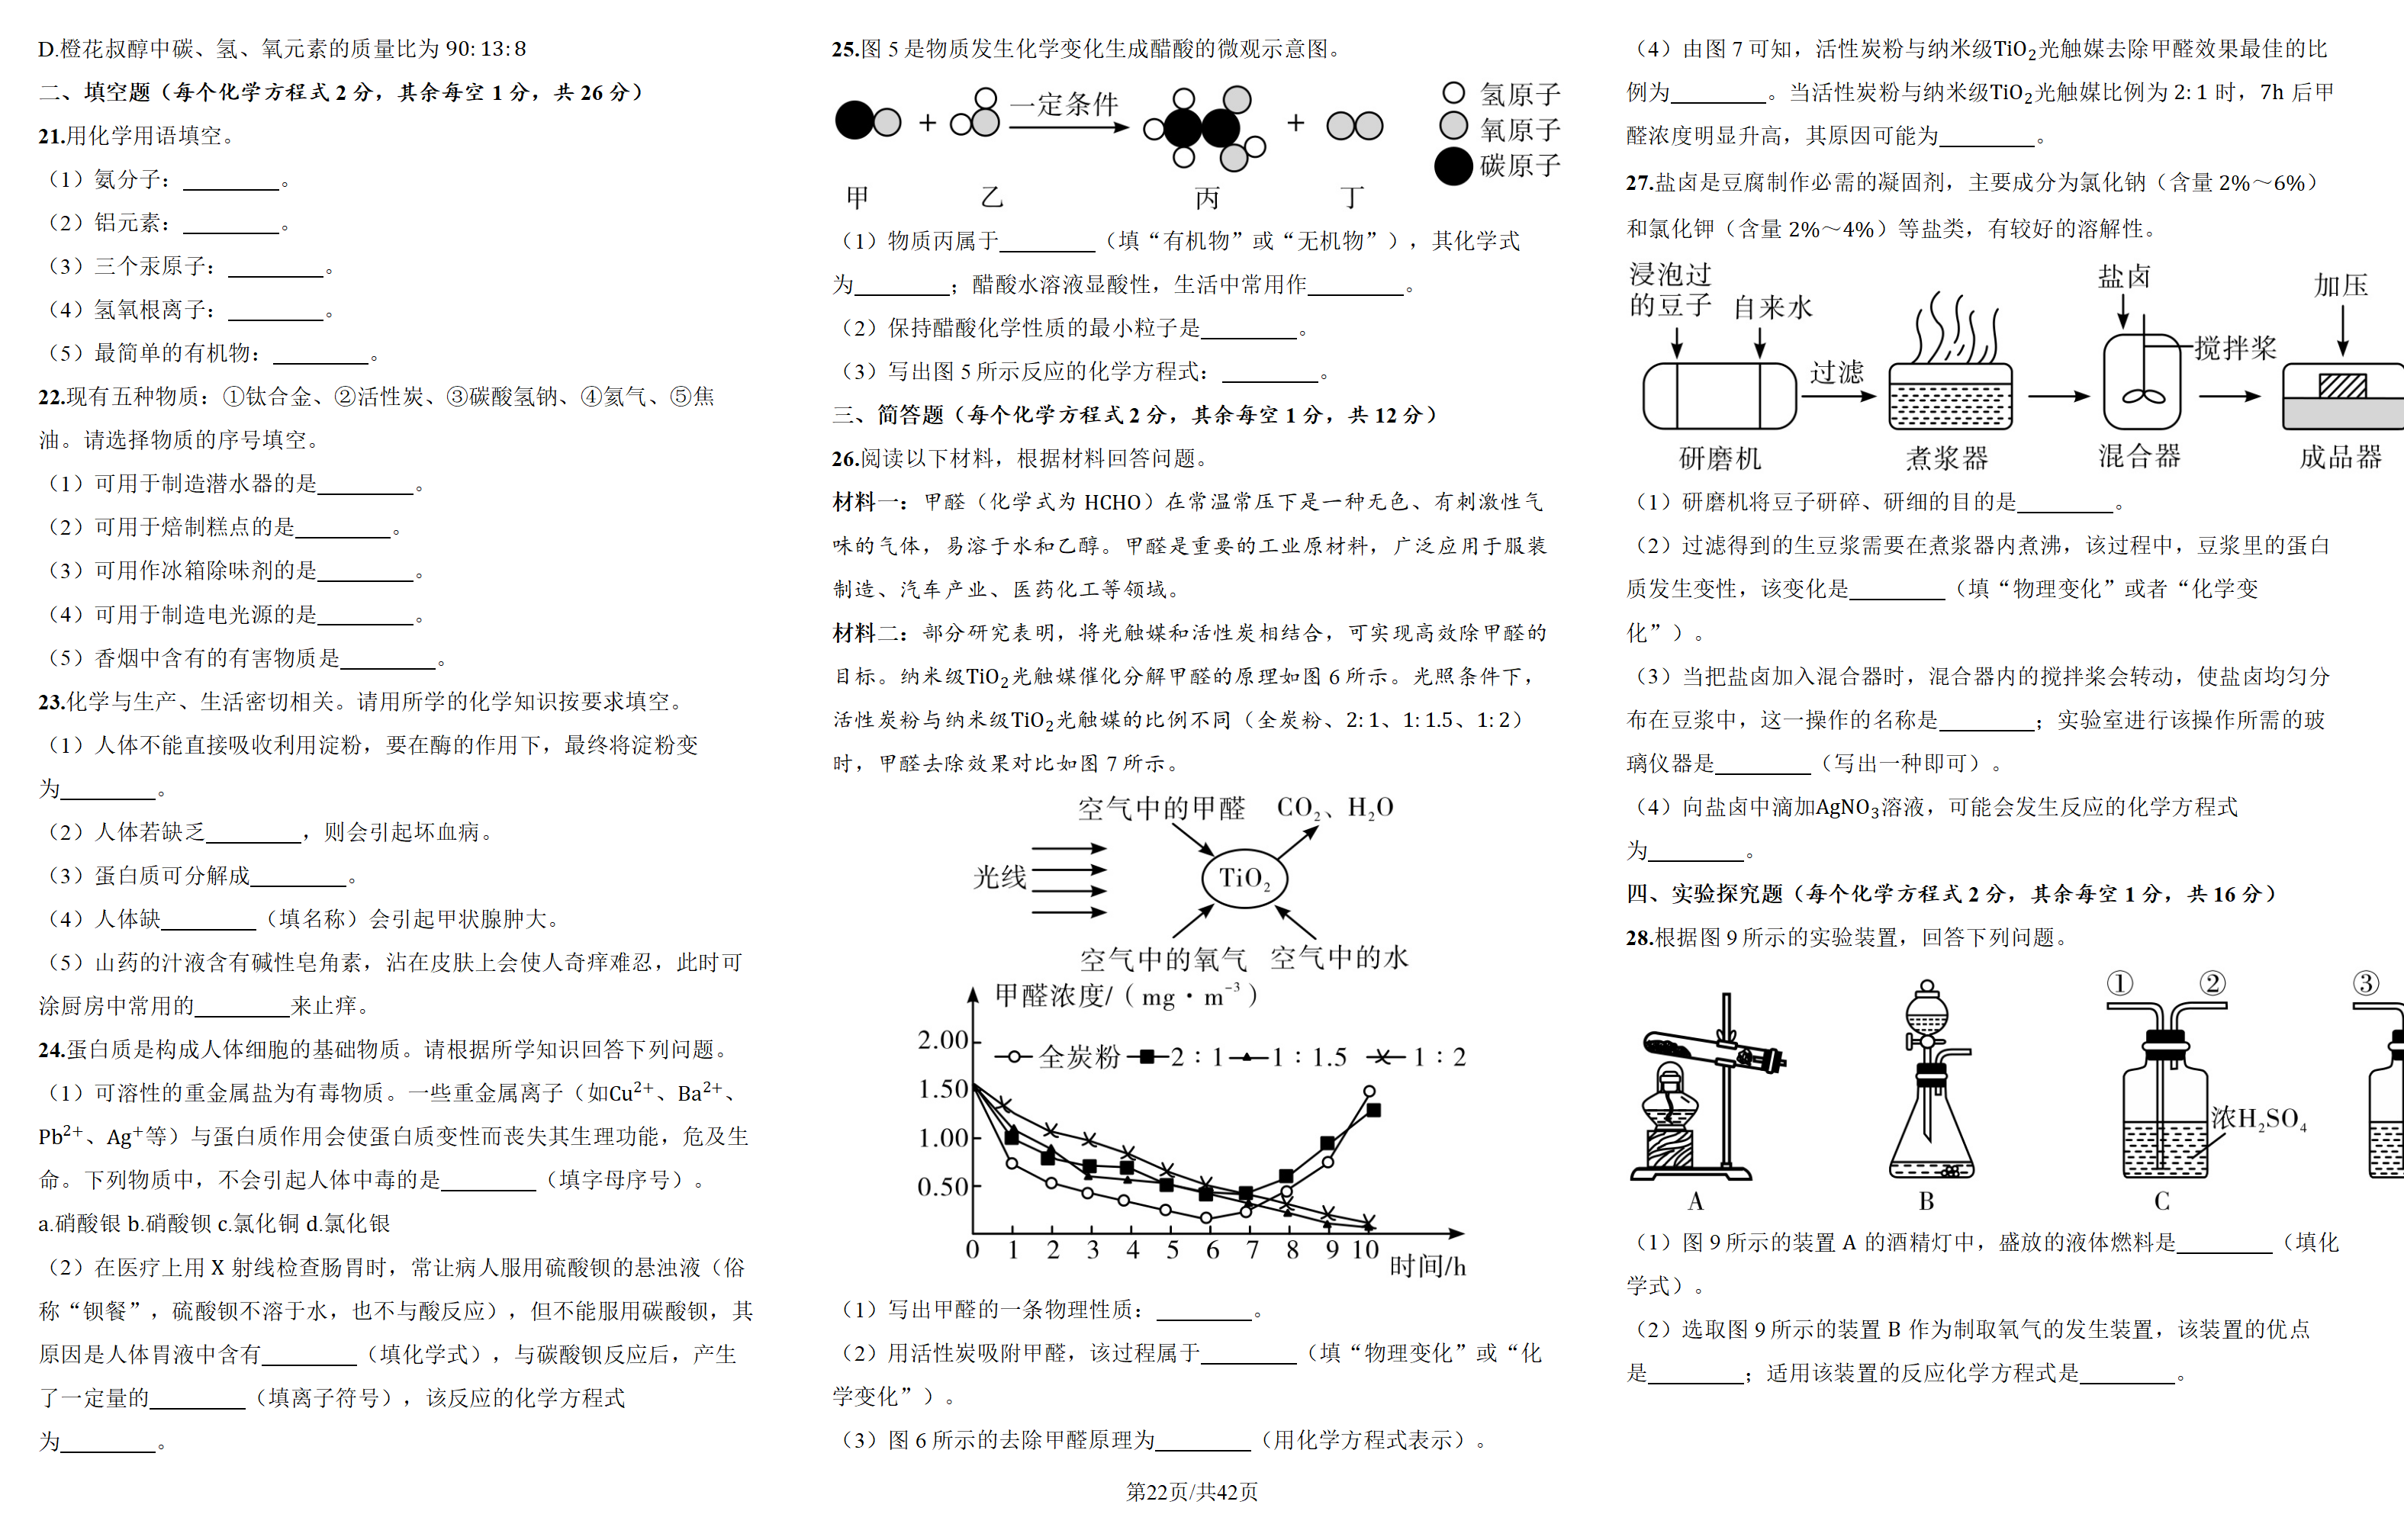 D.橙花叔醇中碳、氢、氧元素的质量比为 90: 13: 8
二、填空题（每个化学方程式 2 分，其余每空 1 分，共 26 分）
21.用化学用语填空。
（1）氨分子：________。
（2）铝元素：________。
（3）三个汞原子：________。
（4）氢氧根离子：________。
（5）最简单的有机物：________。
22.现有五种物质：①钛合金、②活性炭、③碳酸氢钠、④氦气、⑤焦
油。请选择物质的序号填空。
（1）可用于制造潜水器的是________。
（2）可用于焙制糕点的是________。
（3）可用作冰箱除味剂的是________。
（4）可用于制造电光源的是________。
（5）香烟中含有的有害物质是________。
23.化学与生产、生活密切相关。请用所学的化学知识按要求填空。
（1）人体不能直接吸收利用淀粉，要在酶的作用下，最终将淀粉变
为________。
（2）人体若缺乏________，则会引起坏血病。
（3）蛋白质可分解成________。
（4）人体缺________（填名称）会引起甲状腺肿大。
（5）山药的汁液含有碱性皂角素，沾在皮肤上会使人奇痒难忍，此时可
涂厨房中常用的________来止痒。
24.蛋白质是构成人体细胞的基础物质。请根据所学知识回答下列问题。
（1）可溶性的重金属盐为有毒物质。一些重金属离子（如Cu²⁺、Ba²⁺、
Pb²⁺、Ag⁺等）与蛋白质作用会使蛋白质变性而丧失其生理功能，危及生
命。下列物质中，不会引起人体中毒的是________（填字母序号）。
a.硝酸银 b.硝酸钡 c.氯化铜 d.氯化银
（2）在医疗上用 X 射线检查肠胃时，常让病人服用硫酸钡的悬浊液（俗
称“钡餐”，硫酸钡不溶于水，也不与酸反应），但不能服用碳酸钡，其
原因是人体胃液中含有________（填化学式），与碳酸钡反应后，产生
了一定量的________（填离子符号），该反应的化学方程式
为________。
25.图 5 是物质发生化学变化生成醋酸的微观示意图。
+ 一定条件 +
氢原子
氧原子
碳原子
甲 乙 丙 丁
（1）物质丙属于________（填“有机物”或“无机物”），其化学式
为________；醋酸水溶液显酸性，生活中常用作________。
（2）保持醋酸化学性质的最小粒子是________。
（3）写出图 5 所示反应的化学方程式：________。
三、简答题（每个化学方程式 2 分，其余每空 1 分，共 12 分）
26.阅读以下材料，根据材料回答问题。
材料一：甲醛（化学式为 HCHO）在常温常压下是一种无色、有刺激性气
味的气体，易溶于水和乙醇。甲醛是重要的工业原材料，广泛应用于服装
制造、汽车产业、医药化工等领域。
材料二：部分研究表明，将光触媒和活性炭相结合，可实现高效除甲醛的
目标。纳米级TiO₂光触媒催化分解甲醛的原理如图 6 所示。光照条件下，
活性炭粉与纳米级TiO₂光触媒的比例不同（全炭粉、2: 1、1: 1.5、1: 2）
时，甲醛去除效果对比如图 7 所示。
空气中的甲醛 CO₂、H₂O
光线 TiO₂
空气中的氧气 空气中的水
甲醛浓度/（mg·m⁻³）
2.00
全炭粉 2：1 1：1.5 1：2
1.50
1.00
0.50
0 1 2 3 4 5 6 7 8 9 10
时间/h
（1）写出甲醛的一条物理性质：________。
（2）用活性炭吸附甲醛，该过程属于________（填“物理变化”或“化
学变化”）。
（3）图 6 所示的去除甲醛原理为________（用化学方程式表示）。
（4）由图 7 可知，活性炭粉与纳米级TiO₂光触媒去除甲醛效果最佳的比
例为________。当活性炭粉与纳米级TiO₂光触媒比例为 2: 1 时，7h 后甲
醛浓度明显升高，其原因可能为________。
27.盐卤是豆腐制作必需的凝固剂，主要成分为氯化钠（含量 2%～6%）
和氯化钾（含量 2%～4%）等盐类，有较好的溶解性。
浸泡过
的豆子 自来水 盐卤 加压
过滤 搅拌桨
研磨机 煮浆器 混合器 成品器
（1）研磨机将豆子研碎、研细的目的是________。
（2）过滤得到的生豆浆需要在煮浆器内煮沸，该过程中，豆浆里的蛋白
质发生变性，该变化是________（填“物理变化”或者“化学变
化”）。
（3）当把盐卤加入混合器时，混合器内的搅拌桨会转动，使盐卤均匀分
布在豆浆中，这一操作的名称是________；实验室进行该操作所需的玻
璃仪器是________（写出一种即可）。
（4）向盐卤中滴加AgNO₃溶液，可能会发生反应的化学方程式
为________。
四、实验探究题（每个化学方程式 2 分，其余每空 1 分，共 16 分）
28.根据图 9 所示的实验装置，回答下列问题。
① ② ③
浓H₂SO₄
A B C
（1）图 9 所示的装置 A 的酒精灯中，盛放的液体燃料是________（填化
学式）。
（2）选取图 9 所示的装置 B 作为制取氧气的发生装置，该装置的优点
是________；适用该装置的反应化学方程式是________。
第22页/共42页